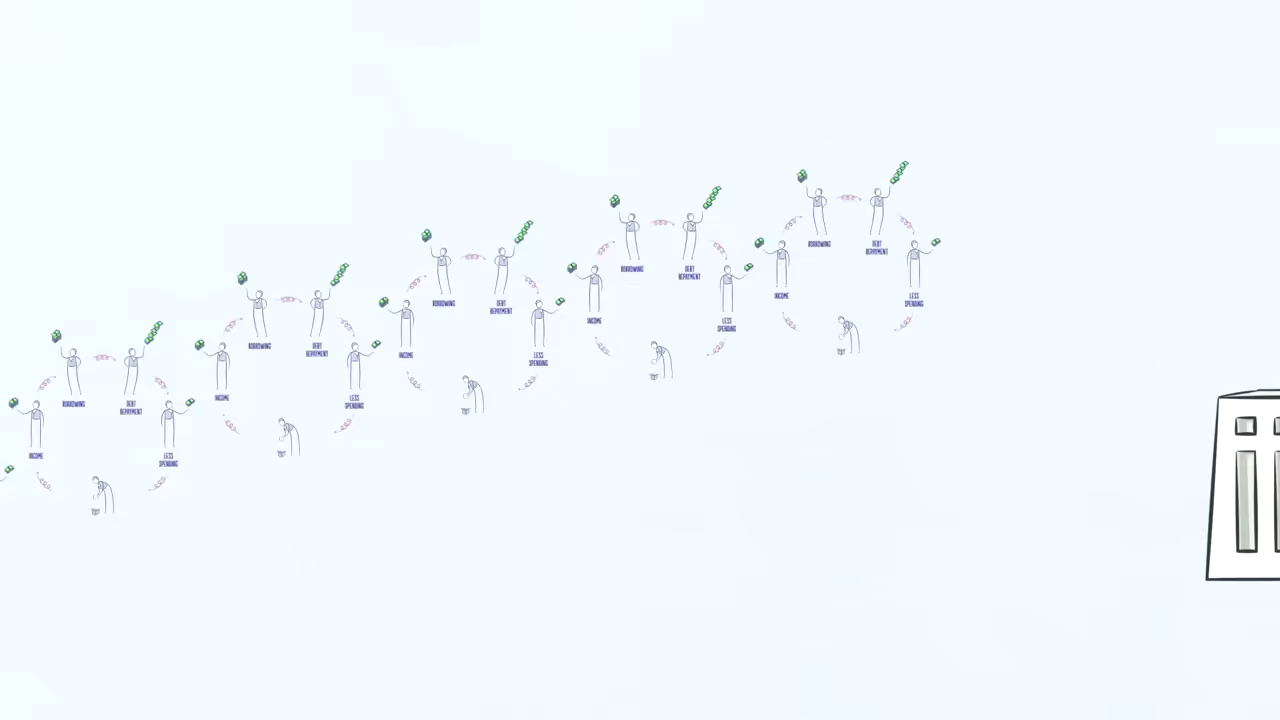 BORROWING
DEBT
REPAYMENT
INCOME
LESS
SPENDING
BORROWING
DEBT
REPAYMENT
INCOME
LESS
SPENDING
BORROWING
DEBT
REPAYMENT
INCOME
LESS
SPENDING
BORROWING
DEBT
REPAYMENT
INCOME
LESS
SPENDING
BORROWING
DEBT
REPAYMENT
INCOME
LESS
SPENDING